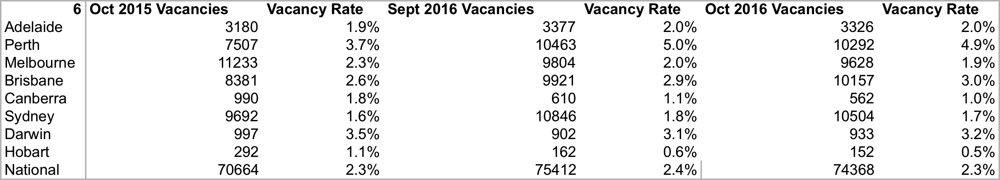 6 Oct 2015 Vacancies Vacancy Rate Sept 2016 Vacancies Vacancy Rate Oct 2016 Vacancies Vacancy Rate
Adelaide 3180 1.9% 3377 2.0% 3326 2.0%
Perth 7507 3.7% 10463 5.0% 10292 4.9%
Melbourne 11233 2.3% 9804 2.0% 9628 1.9%
Brisbane 8381 2.6% 9921 2.9% 10157 3.0%
Canberra 990 1.8% 610 1.1% 562 1.0%
Sydney 9692 1.6% 10846 1.8% 10504 1.7%
Darwin 997 3.5% 902 3.1% 933 3.2%
Hobart 292 1.1% 162 0.6% 152 0.5%
National 70664 2.3% 75412 2.4% 74368 2.3%